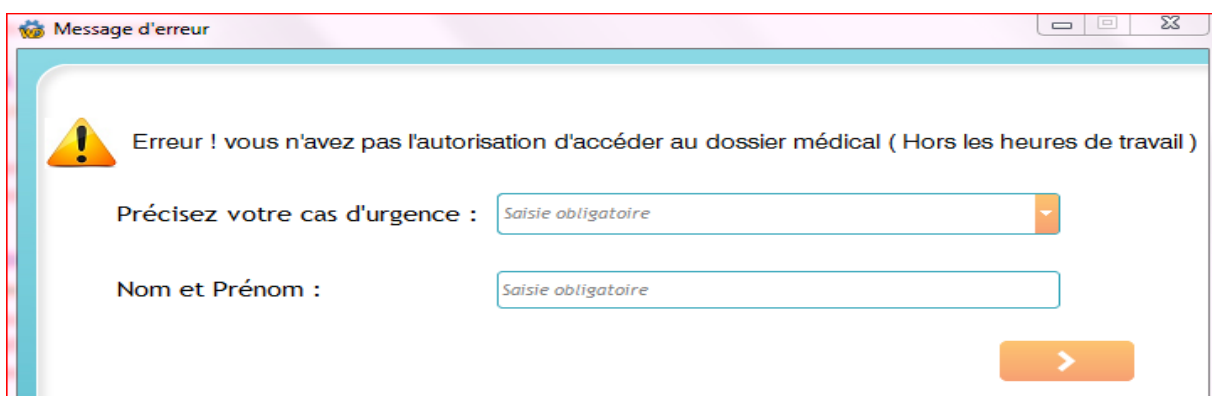 Message d'erreur
Erreur ! vous n'avez pas l'autorisation d'accéder au dossier médical ( Hors les heures de travail )
Précisez votre cas d'urgence : Saisie obligatoire
Nom et Prénom : Saisie obligatoire